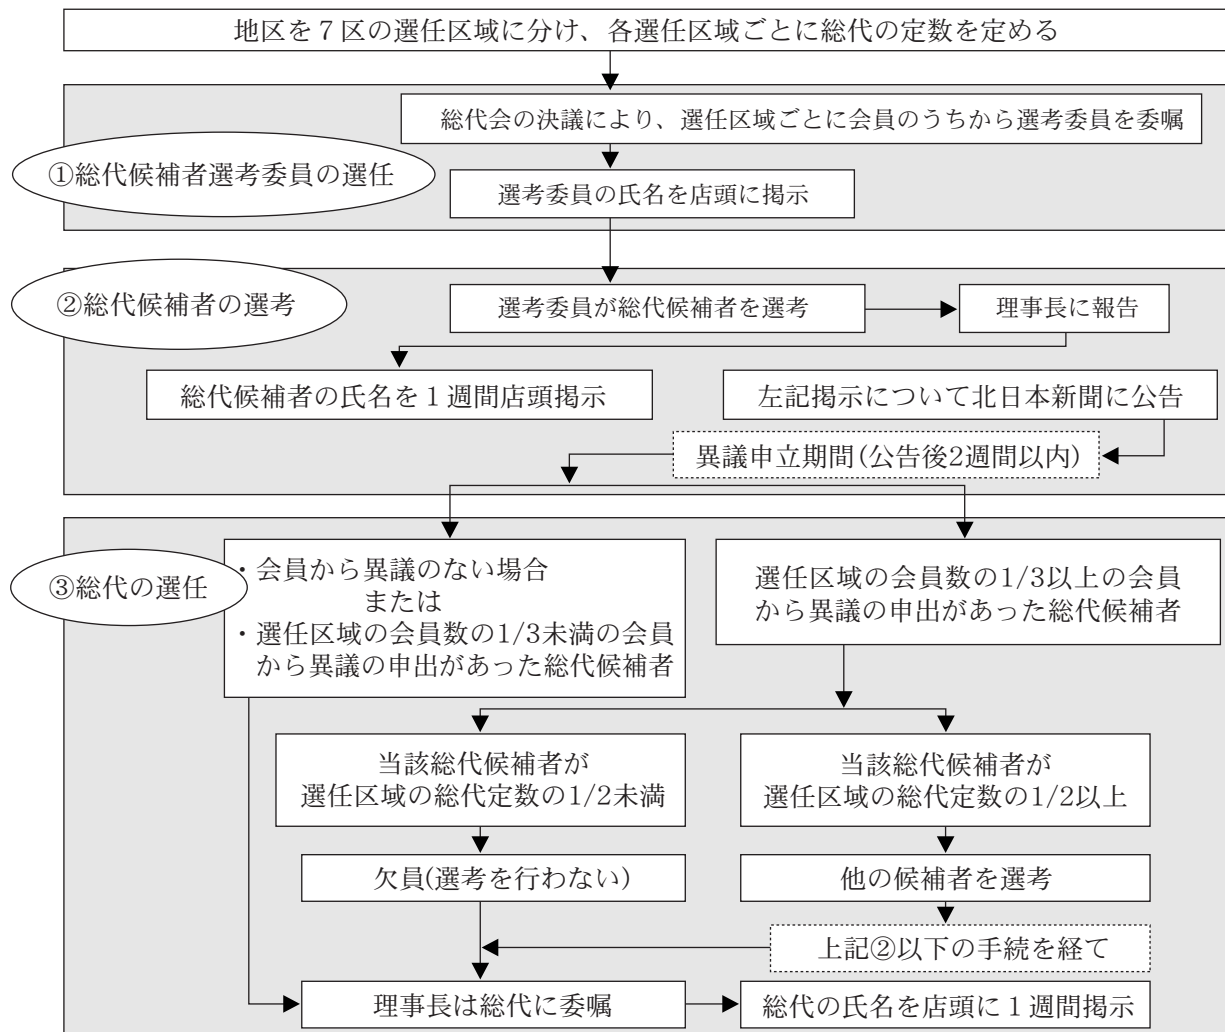 地区を７区の選任区域に分け、各選任区域ごとに総代の定数を定める
総代会の決議により、選任区域ごとに会員のうちから選考委員を委嘱
①総代候補者選考委員の選任
選考委員の氏名を店頭に掲示
②総代候補者の選考
選考委員が総代候補者を選考
理事長に報告
総代候補者の氏名を１週間店頭掲示
左記掲示について北日本新聞に公告
異議申立期間(公告後2週間以内)
③総代の選任
・会員から異議のない場合
または
・選任区域の会員数の1/3未満の会員
から異議の申出があった総代候補者
選任区域の会員数の1/3以上の会員
から異議の申出があった総代候補者
当該総代候補者が
選任区域の総代定数の1/2未満
当該総代候補者が
選任区域の総代定数の1/2以上
欠員(選考を行わない)
他の候補者を選考
上記②以下の手続を経て
理事長は総代に委嘱
総代の氏名を店頭に１週間掲示